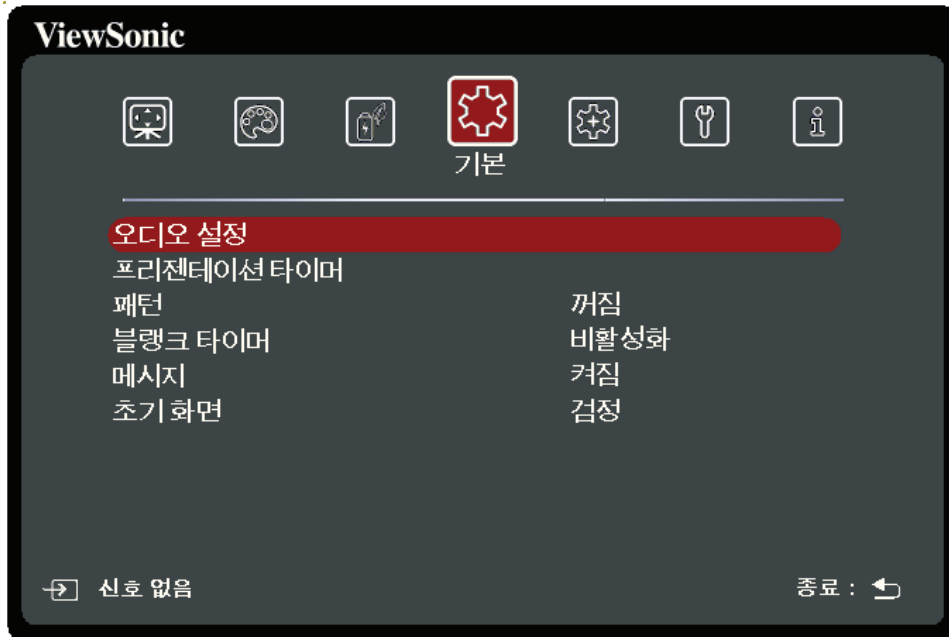 ViewSonic
기본
오디오 설정
프리젠테이션 타이머
패턴 꺼짐
블랭크 타이머 비활성화
메시지 켜짐
초기 화면 검정
신호 없음 종료 :